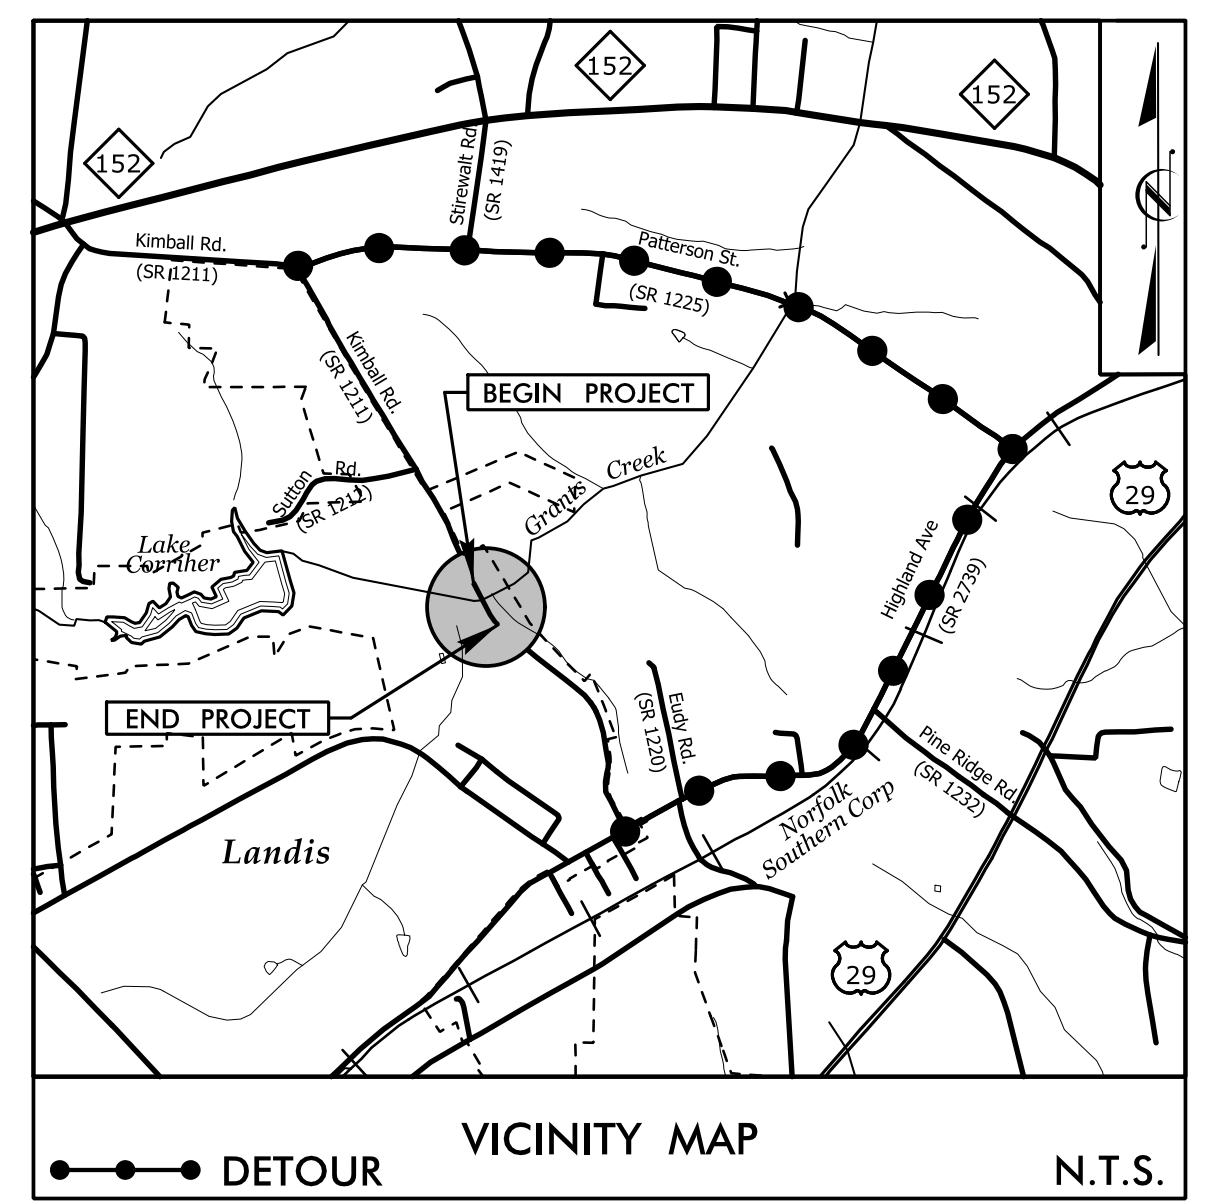 152
152
152
Stirewalt Rd.
(SR 1419)
Kimball Rd.
(SR 1211)
Patterson St.
(SR 1225)
Kimball Rd.
(SR 1211)
BEGIN PROJECT
Grants Creek
Sutton Rd.
(SR 1212)
29
Lake
Corriher
Highland Ave
(SR 2739)
END PROJECT
Eudy Rd.
(SR 1220)
Pine Ridge Rd.
(SR 1232)
Norfolk
Southern Corp
Landis
29
VICINITY MAP
DETOUR
N.T.S.